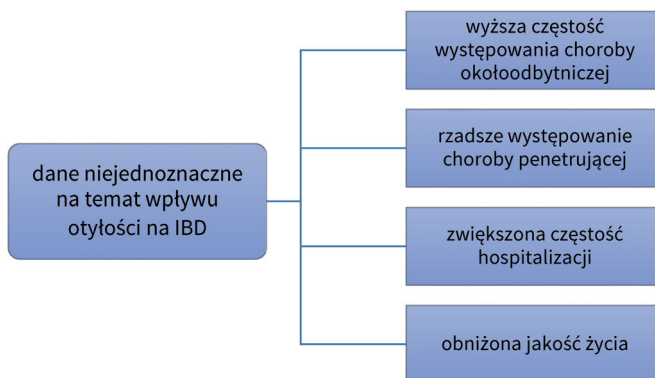 dane niejednoznaczne
na temat wpływu
otyłości na IBD
wyższa częstość
występowania choroby
okołoodbytniczej
rzadsze występowanie
choroby penetrującej
zwiększona częstość
hospitalizacji
obniżona jakość życia